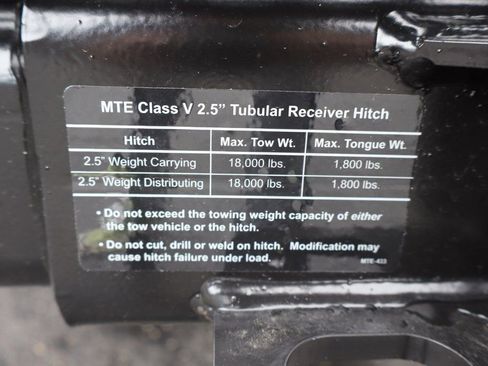 MTE Class V 2.5" Tubular Receiver Hitch
Hitch Max. Tow Wt. Max. Tongue Wt.
2.5" Weight Carrying 18,000 lbs. 1,800 lbs.
2.5" Weight Distributing 18,000 lbs. 1,800 lbs.
• Do not exceed the towing weight capacity of either
the tow vehicle or the hitch.
• Do not cut, drill or weld on hitch. Modification may
cause hitch failure under load.
MTE-433